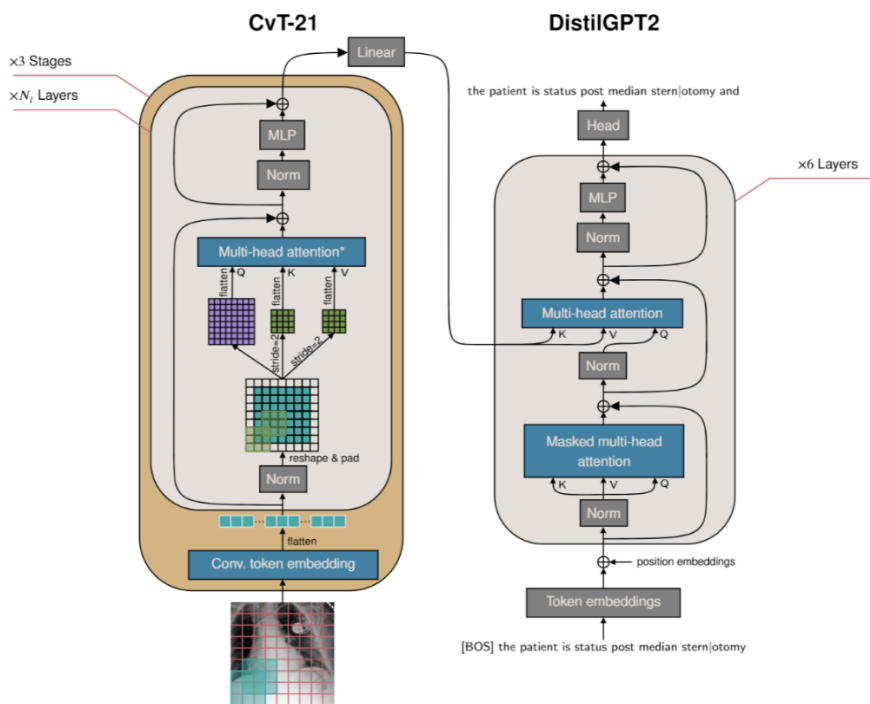 CvT-21
×3 Stages
×Nl Layers
Linear
MLP
Norm
Multi-head attention*
flatten
Q
flatten
K
flatten
V
stride=2
stride=2
reshape & pad
Norm
flatten
Conv. token embedding
DistilGPT2
the patient is status post median stern|otomy and
Head
×6 Layers
MLP
Norm
Multi-head attention
K
V
Q
Norm
Masked multi-head
attention
K
V
Q
Norm
position embeddings
Token embeddings
[BOS] the patient is status post median stern|otomy